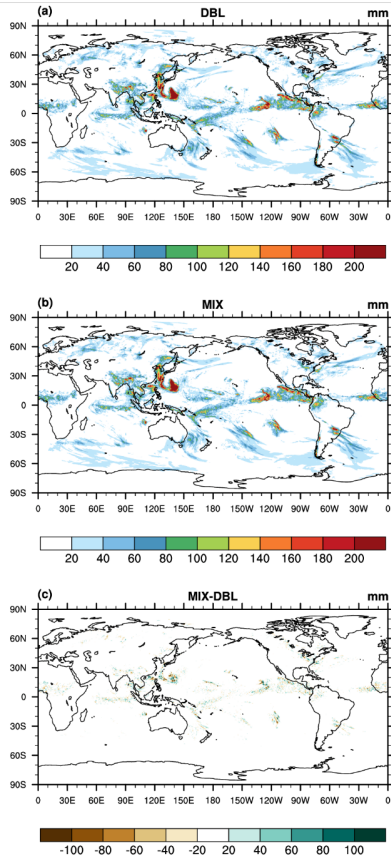 (a) DBL mm
90N
60N
30N
0
30S
60S
90S
0 30E 60E 90E 120E 150E 180 150W 120W 90W 60W 30W 0
20 40 60 80 100 120 140 160 180 200
(b) MIX mm
90N
60N
30N
0
30S
60S
90S
0 30E 60E 90E 120E 150E 180 150W 120W 90W 60W 30W 0
20 40 60 80 100 120 140 160 180 200
(c) MIX-DBL mm
90N
60N
30N
0
30S
60S
90S
0 30E 60E 90E 120E 150E 180 150W 120W 90W 60W 30W 0
-100 -80 -60 -40 -20 20 40 60 80 100